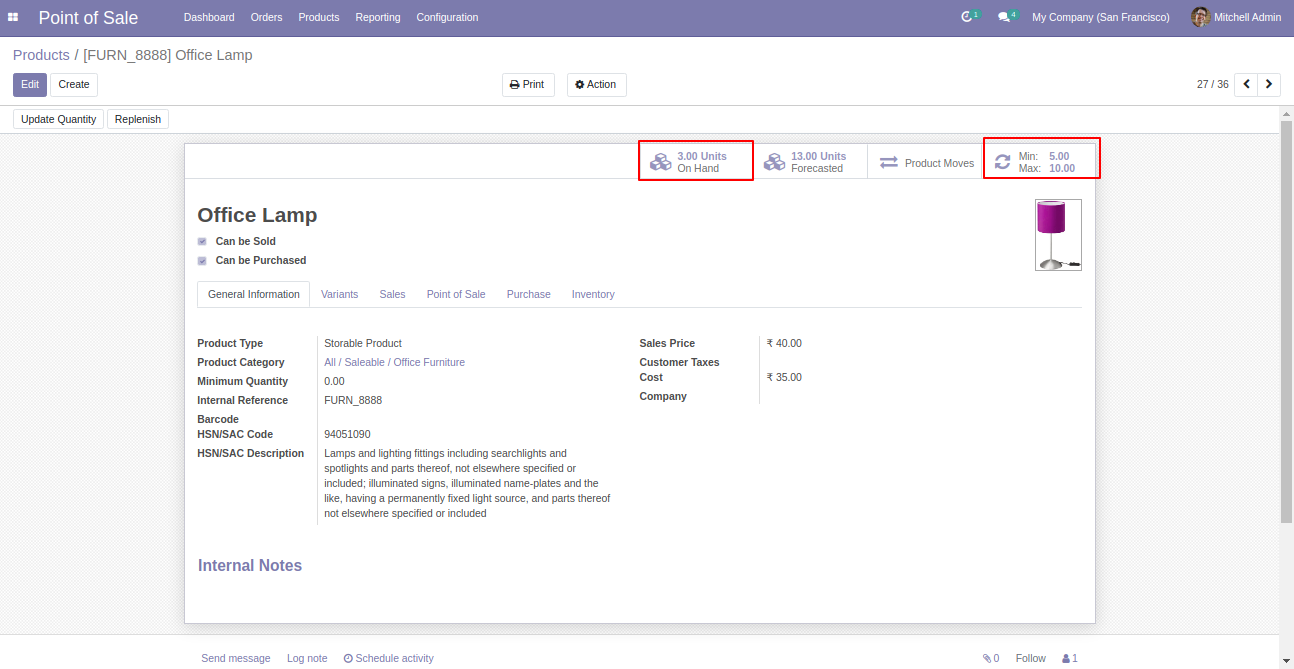 Point of Sale Dashboard Orders Products Reporting Configuration 1 4 My Company (San Francisco) Mitchell Admin
Products / [FURN_8888] Office Lamp
Edit Create Print Action 27 / 36
Update Quantity Replenish
3.00 Units 13.00 Units Product Moves Min: 5.00
On Hand Forecasted Max: 10.00
Office Lamp
Can be Sold
Can be Purchased
General Information Variants Sales Point of Sale Purchase Inventory
Product Type Storable Product Sales Price ₹ 40.00
Product Category All / Saleable / Office Furniture Customer Taxes
Minimum Quantity 0.00 Cost ₹ 35.00
Internal Reference FURN_8888 Company
Barcode
HSN/SAC Code 94051090
HSN/SAC Description Lamps and lighting fittings including searchlights and
spotlights and parts thereof, not elsewhere specified or
included; illuminated signs, illuminated name-plates and the
like, having a permanently fixed light source, and parts thereof
not elsewhere specified or included
Internal Notes
Send message Log note Schedule activity 0 Follow 1